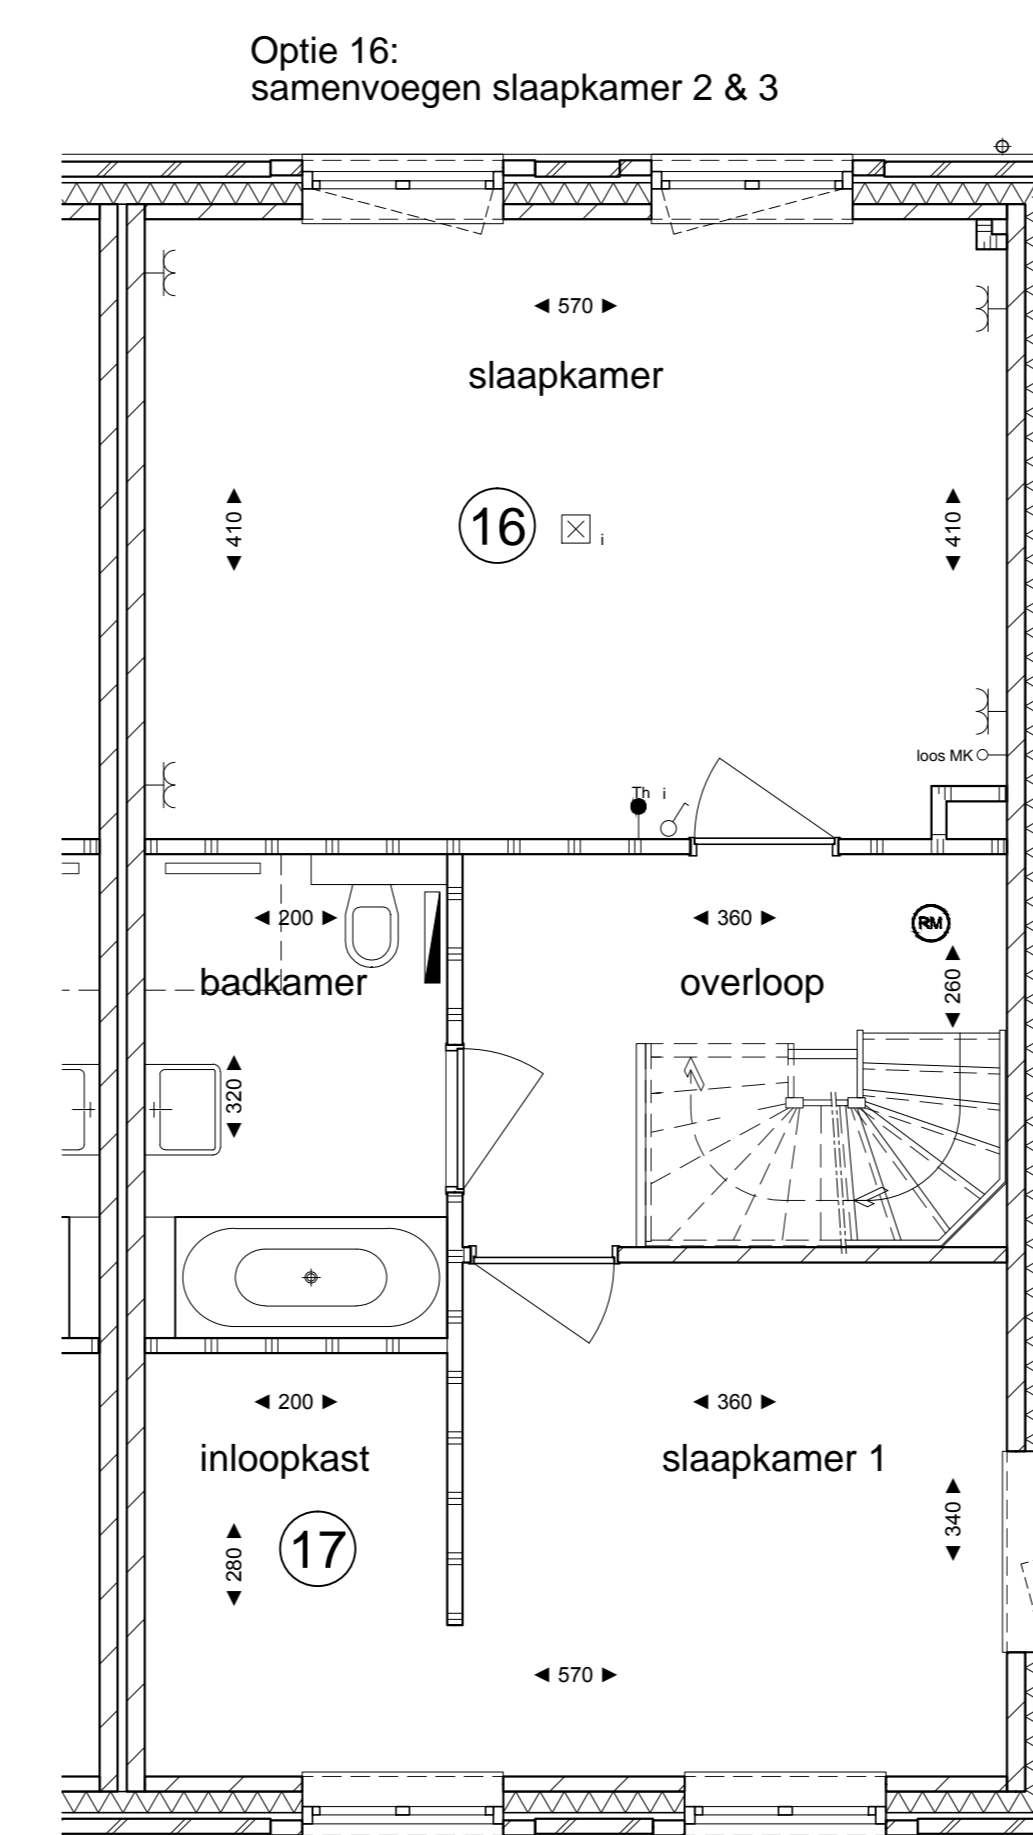 Optie 16:
samenvoegen slaapkamer 2 & 3
570
slaapkamer
410
16
i
410
loos MK
Th i
200
360
RM
badkamer
overloop
260
320
200
360
inloopkast
slaapkamer 1
17
280
340
570